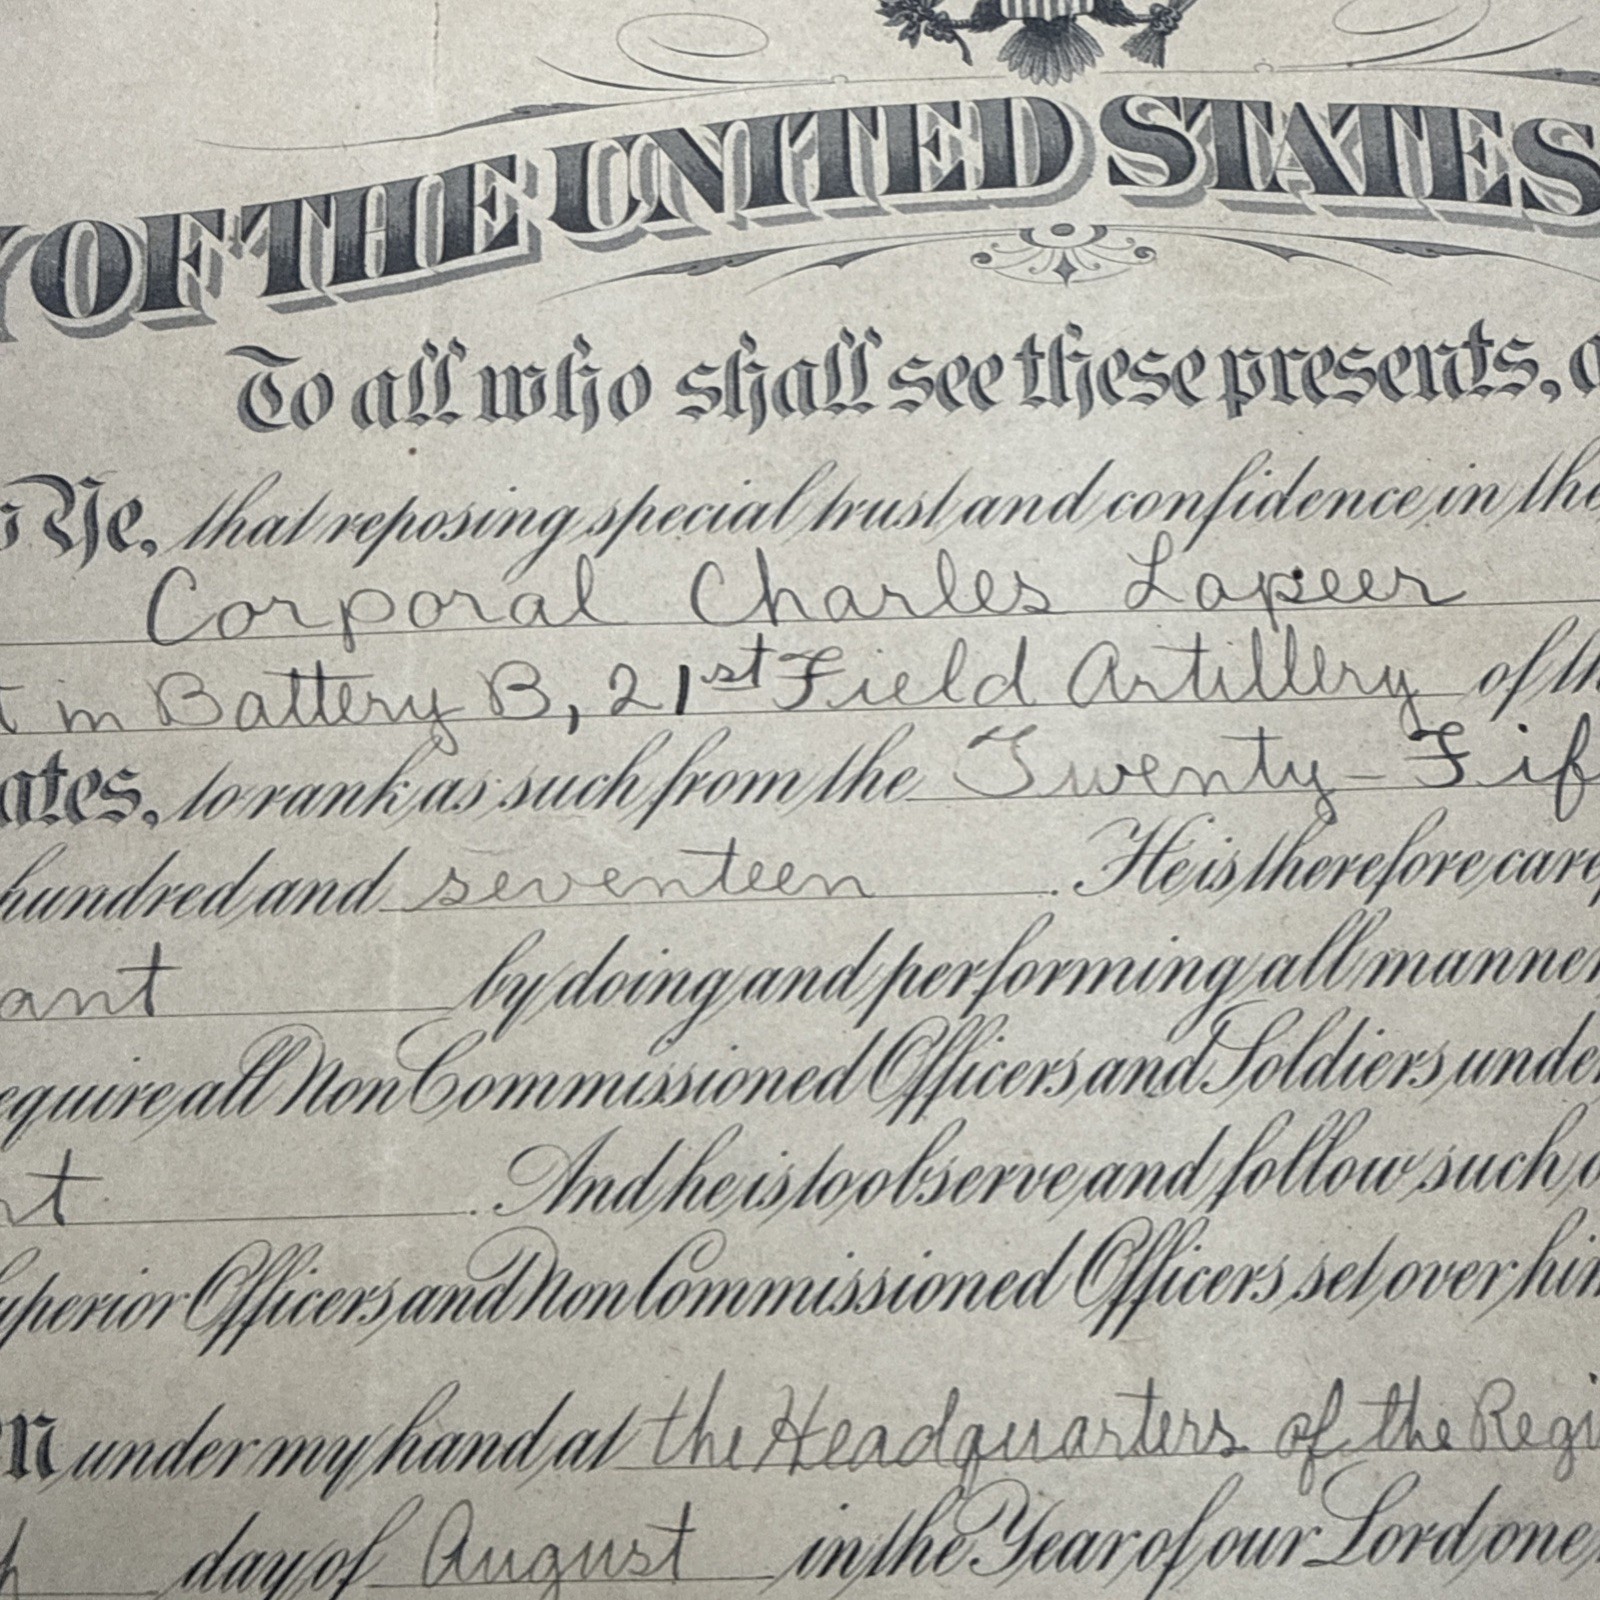 OF THE UNITED STATES
To all who shall see these presents,
Ye, that reposing special trust and confidence in the
Corporal Charles Lapeer
t in Battery B, 21st Field Artillery of th
ates, to rank as such from the Twenty-Fif
hundred and seventeen. He is therefore care
ant by doing and performing all manner
equire all Non Commissioned Officers and Soldiers under
nt. And he is to observe and follow such o
uperior Officers and Non Commissioned Officers set over him
n under my hand at the Headquarters of the Regi
day of August in the Year of our Lord one